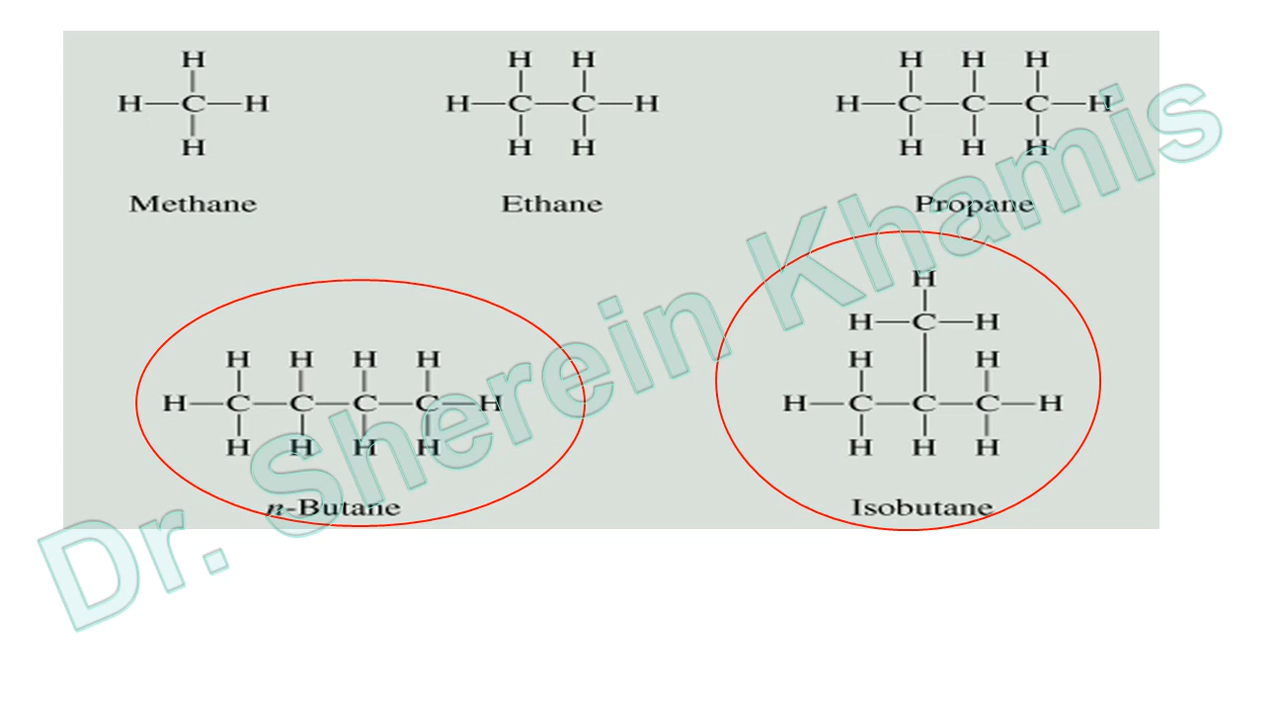 H
H—C—H
H
Methane
H H
H—C—C—H
H H
Ethane
H H H
H—C—C—C—H
H H H
Propane
H H H H
H—C—C—C—C—H
H H H H
n-Butane
H
H—C—H
H H
H—C—C—C—H
H H H
Isobutane
Dr. Sherein Khamis